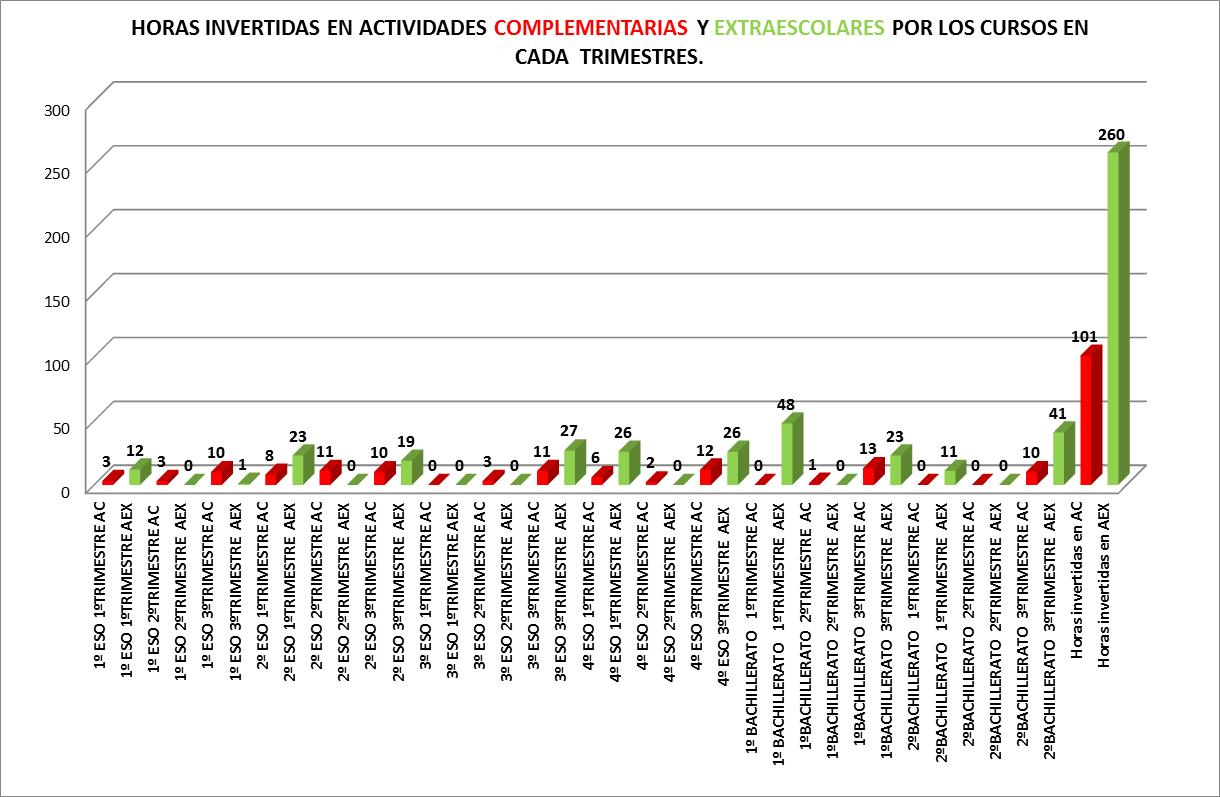 HORAS INVERTIDAS EN ACTIVIDADES COMPLEMENTARIAS Y EXTRAESCOLARES POR LOS CURSOS EN
CADA TRIMESTRES.
300
250
200
150
100
50
0
3
12
3
0
10
1
8
23
11
0
10
19
0
0
3
0
11
27
6
26
2
0
12
26
0
48
1
0
13
23
0
11
0
0
10
41
101
260
1º ESO 1ºTRIMESTRE AC
1º ESO 1ºTRIMESTRE AEX
1º ESO 2ºTRIMESTRE AC
1º ESO 2ºTRIMESTRE AEX
1º ESO 3ºTRIMESTRE AC
1º ESO 3ºTRIMESTRE AEX
2º ESO 1ºTRIMESTRE AC
2º ESO 1ºTRIMESTRE AEX
2º ESO 2ºTRIMESTRE AC
2º ESO 2ºTRIMESTRE AEX
2º ESO 3ºTRIMESTRE AC
2º ESO 3ºTRIMESTRE AEX
3º ESO 1ºTRIMESTRE AC
3º ESO 1ºTRIMESTRE AEX
3º ESO 2ºTRIMESTRE AC
3º ESO 2ºTRIMESTRE AEX
3º ESO 3ºTRIMESTRE AC
3º ESO 3ºTRIMESTRE AEX
4º ESO 1ºTRIMESTRE AC
4º ESO 1ºTRIMESTRE AEX
4º ESO 2ºTRIMESTRE AC
4º ESO 2ºTRIMESTRE AEX
4º ESO 3ºTRIMESTRE AC
4º ESO 3ºTRIMESTRE AEX
1º BACHILLERATO 1ºTRIMESTRE AC
1º BACHILLERATO 1ºTRIMESTRE AEX
1ºBACHILLERATO 2ºTRIMESTRE AC
1ºBACHILLERATO 2ºTRIMESTRE AEX
1ºBACHILLERATO 3ºTRIMESTRE AC
1ºBACHILLERATO 3ºTRIMESTRE AEX
2ºBACHILLERATO 1ºTRIMESTRE AC
2ºBACHILLERATO 1ºTRIMESTRE AEX
2ºBACHILLERATO 2ºTRIMESTRE AC
2ºBACHILLERATO 2ºTRIMESTRE AEX
2ºBACHILLERATO 3ºTRIMESTRE AC
2ºBACHILLERATO 3ºTRIMESTRE AEX
Horas invertidas en AC
Horas invertidas en AEX